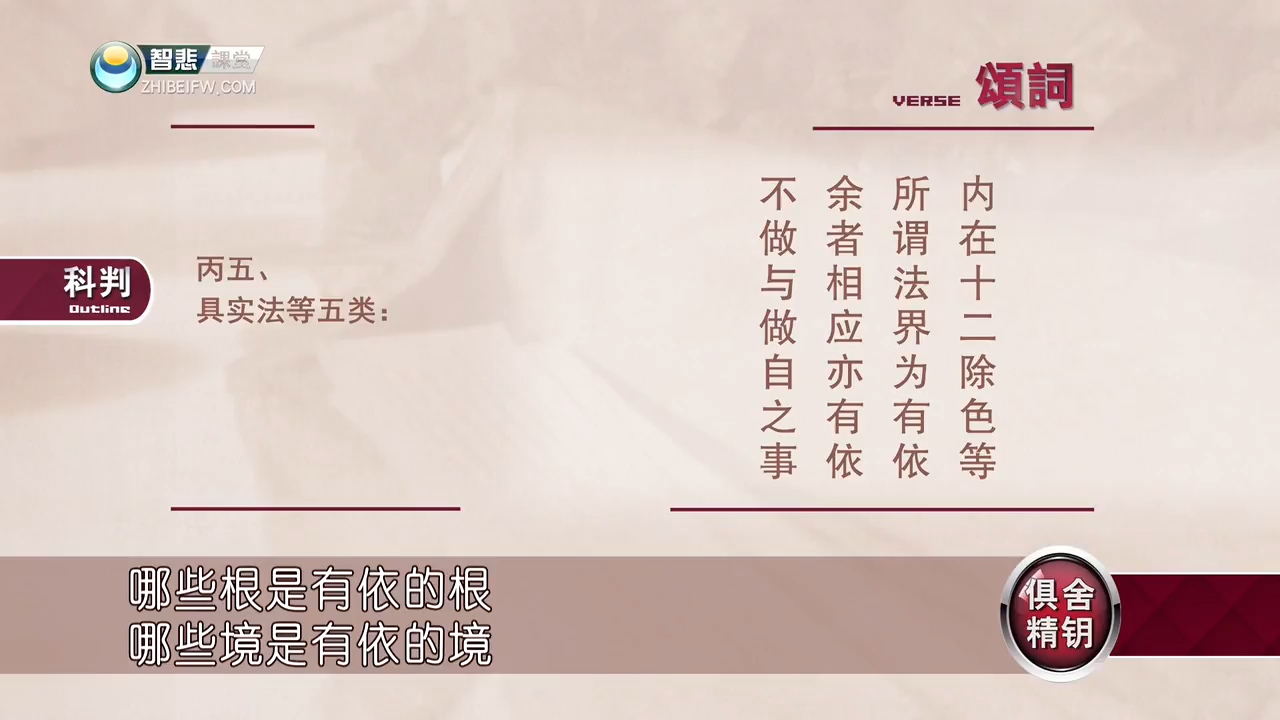 智悲課堂
ZHIBEIFW.COM
VERSE 頌詞
内在十二除色等
所谓法界为有依
余者相应亦有依
不做与做自之事
科判
Outline
丙五、
具实法等五类：
哪些根是有依的根
哪些境是有依的境
俱舍
精钥